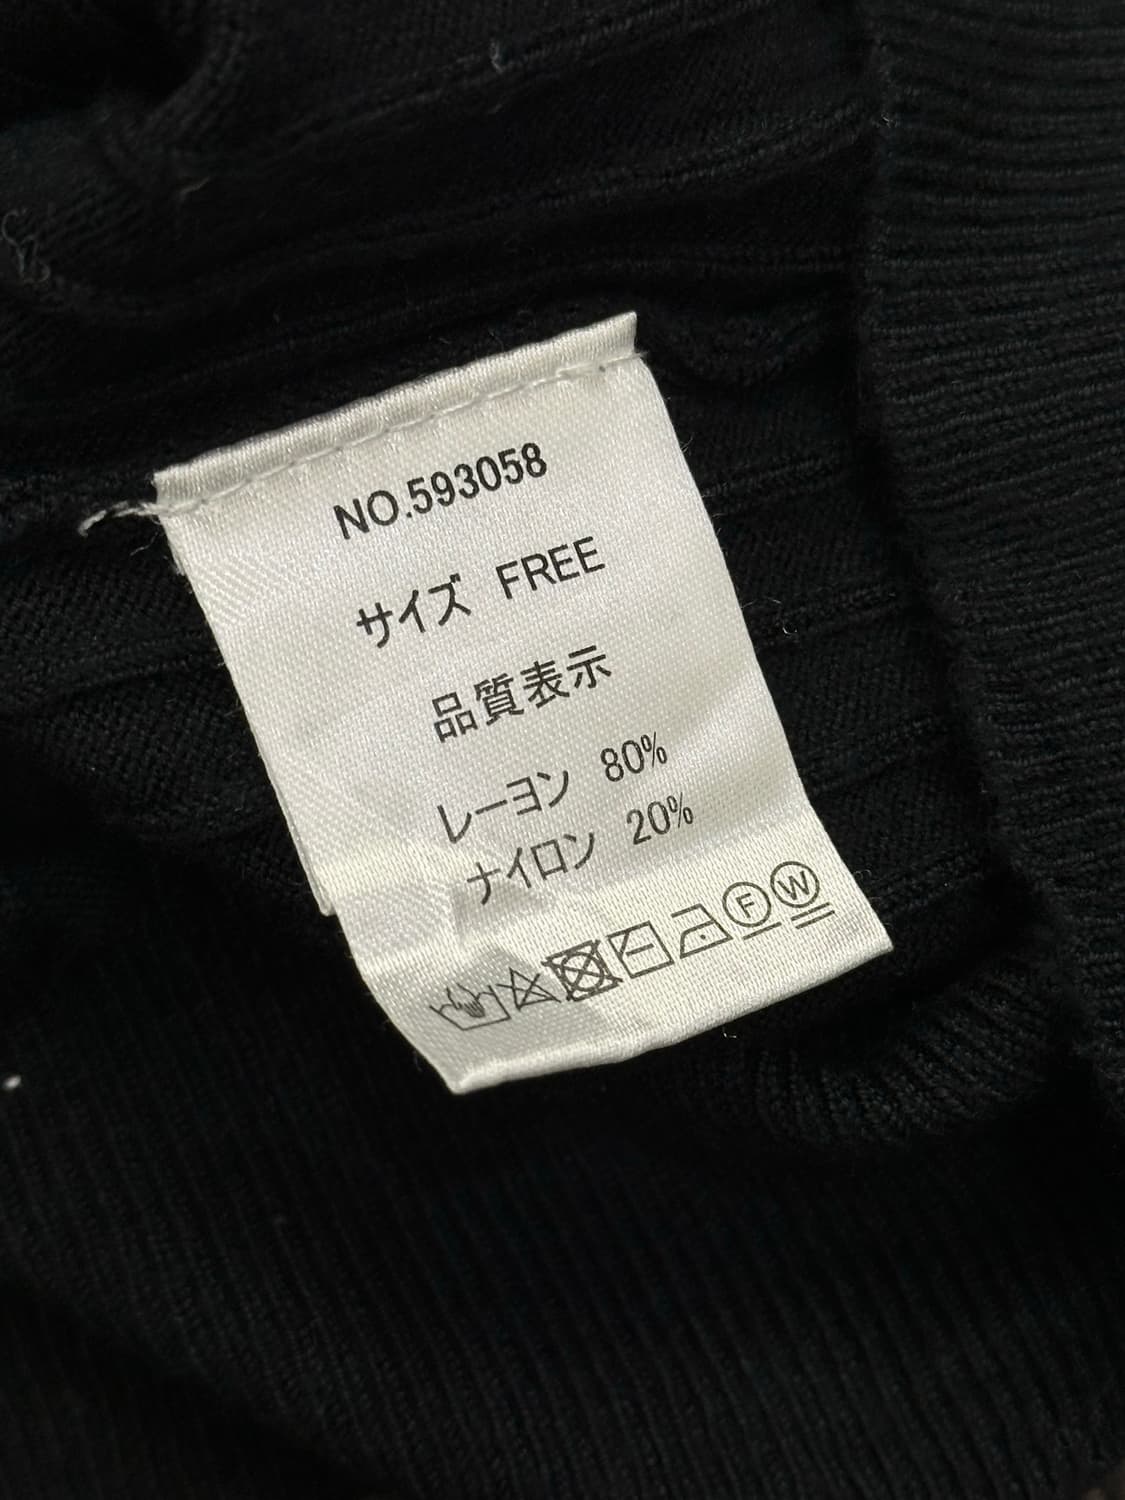 NO.593058
サイズ FREE
品質表示
レーヨン 80%
ナイロン 20%
F W